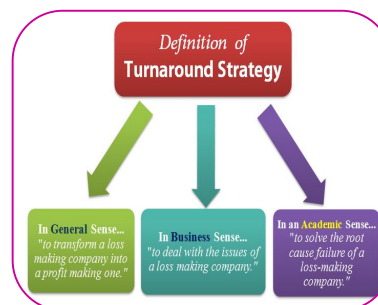 Definition of
Turnaround Strategy
In General Sense...
"to transform a loss
making company into
a profit making one."
In Business Sense...
"to deal with the issues of
a loss making company."
In an Academic Sense...
"to solve the root
cause failure of a
loss-making
company."